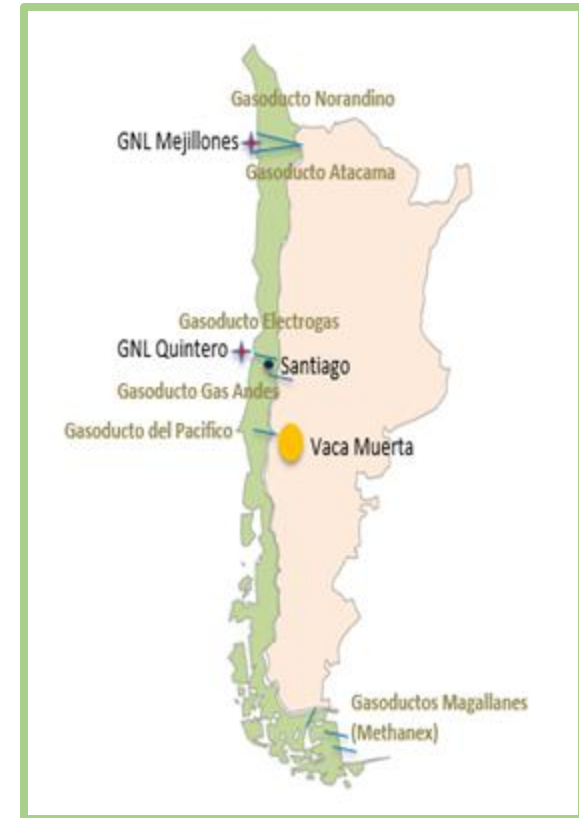 Gasoducto Norandino
GNL Mejillones
Gasoducto Atacama
Gasoducto Electrogas
GNL Quintero
Santiago
Gasoducto Gas Andes
Gasoducto del Pacifico
Vaca Muerta
Gasoductos Magallanes
(Methanex)